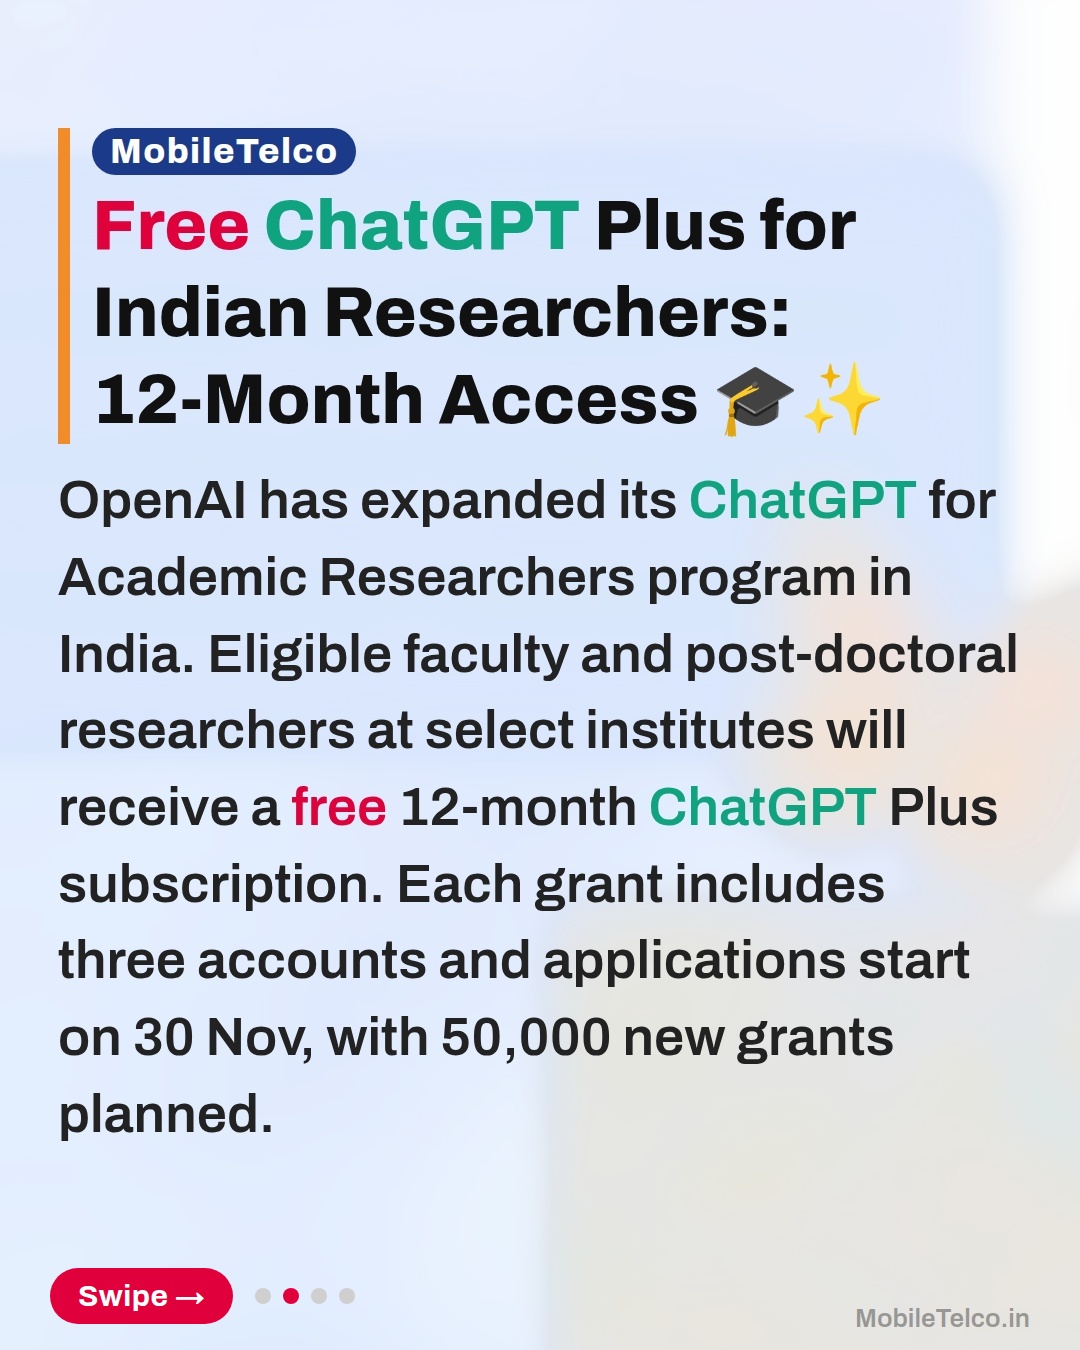 MobileTelco
Free ChatGPT Plus for
Indian Researchers:
12-Month Access 🎓✨
OpenAI has expanded its ChatGPT for
Academic Researchers program in
India. Eligible faculty and post-doctoral
researchers at select institutes will
receive a free 12-month ChatGPT Plus
subscription. Each grant includes
three accounts and applications start
on 30 Nov, with 50,000 new grants
planned.
Swipe →
MobileTelco.in